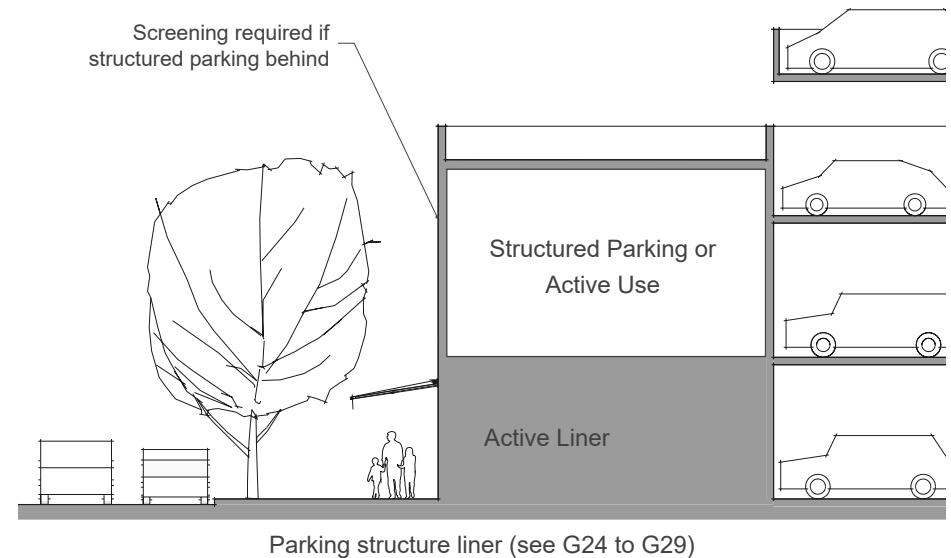 Screening required if
structured parking behind
Structured Parking or
Active Use
Active Liner
Parking structure liner (see G24 to G29)